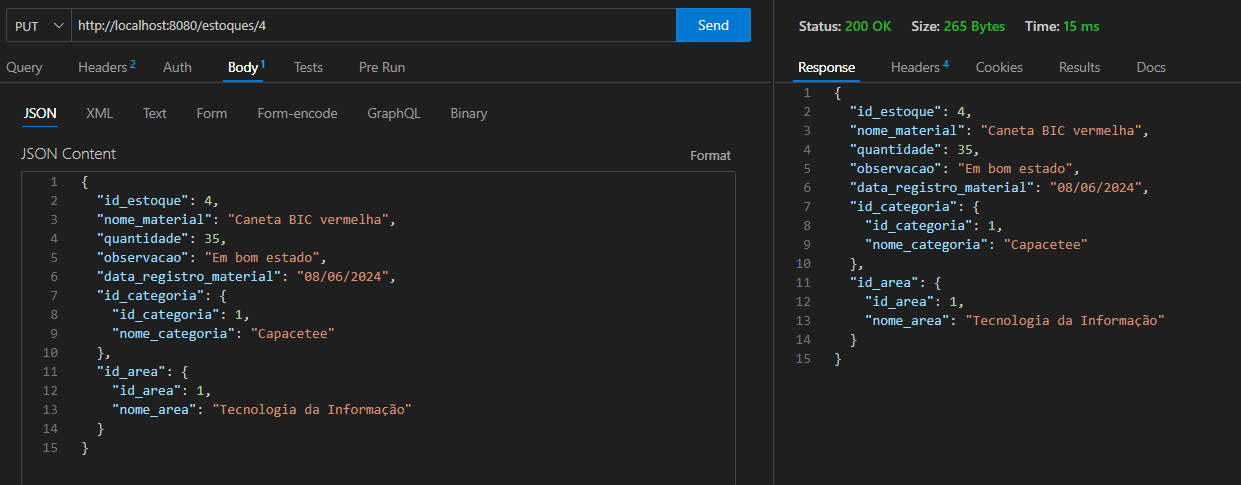 PUT http://localhost:8080/estoques/4 Send
Query Headers 2 Auth Body 1 Tests Pre Run
JSON XML Text Form Form-encode GraphQL Binary
JSON Content Format
1 {
2 "id_estoque": 4,
3 "nome_material": "Caneta BIC vermelha",
4 "quantidade": 35,
5 "observacao": "Em bom estado",
6 "data_registro_material": "08/06/2024",
7 "id_categoria": {
8 "id_categoria": 1,
9 "nome_categoria": "Capacetee"
10 },
11 "id_area": {
12 "id_area": 1,
13 "nome_area": "Tecnologia da Informação"
14 }
15 }
Status: 200 OK Size: 265 Bytes Time: 15 ms
Response Headers 4 Cookies Results Docs
1 {
2 "id_estoque": 4,
3 "nome_material": "Caneta BIC vermelha",
4 "quantidade": 35,
5 "observacao": "Em bom estado",
6 "data_registro_material": "08/06/2024",
7 "id_categoria": {
8 "id_categoria": 1,
9 "nome_categoria": "Capacetee"
10 },
11 "id_area": {
12 "id_area": 1,
13 "nome_area": "Tecnologia da Informação"
14 }
15 }